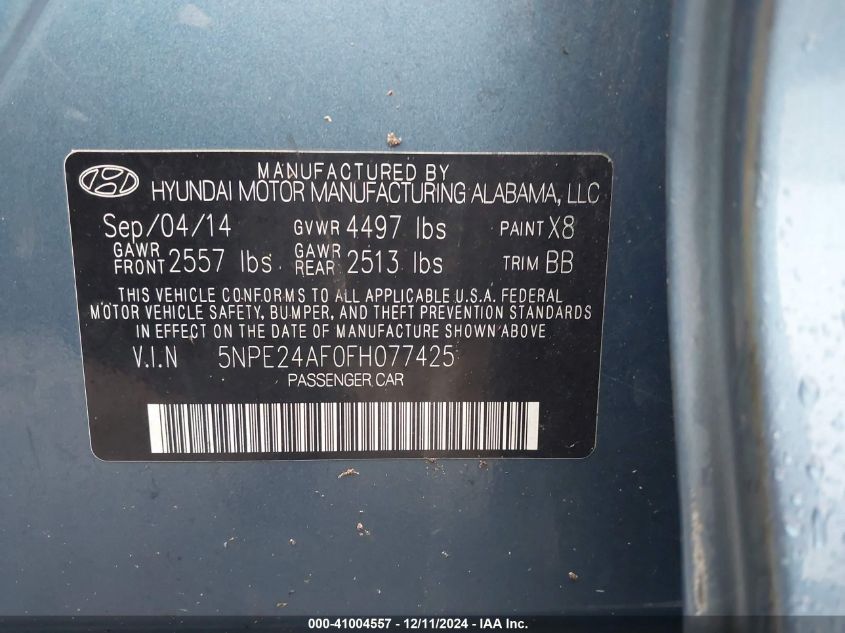 MANUFACTURED BY
HYUNDAI MOTOR MANUFACTURING ALABAMA, LLC
Sep/04/14 GVWR 4497 lbs PAINT X8
GAWR FRONT 2557 lbs GAWR REAR 2513 lbs TRIM BB
THIS VEHICLE CONFORMS TO ALL APPLICABLE U.S.A. FEDERAL
MOTOR VEHICLE SAFETY, BUMPER, AND THEFT PREVENTION STANDARDS
IN EFFECT ON THE DATE OF MANUFACTURE SHOWN ABOVE
V.I.N 5NPE24AF0FH077425
PASSENGER CAR
000-41004557 - 12/11/2024 - IAA Inc.